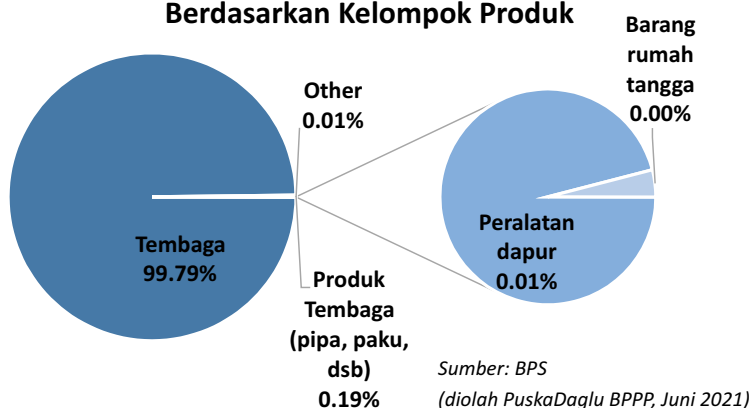 Berdasarkan Kelompok Produk
Barang
rumah
tangga
0.00%
Other
0.01%
Peralatan
dapur
0.01%
Tembaga
99.79%
Produk
Tembaga
(pipa, paku,
dsb)
0.19%
Sumber: BPS
(diolah PuskaDaglu BPPP, Juni 2021)